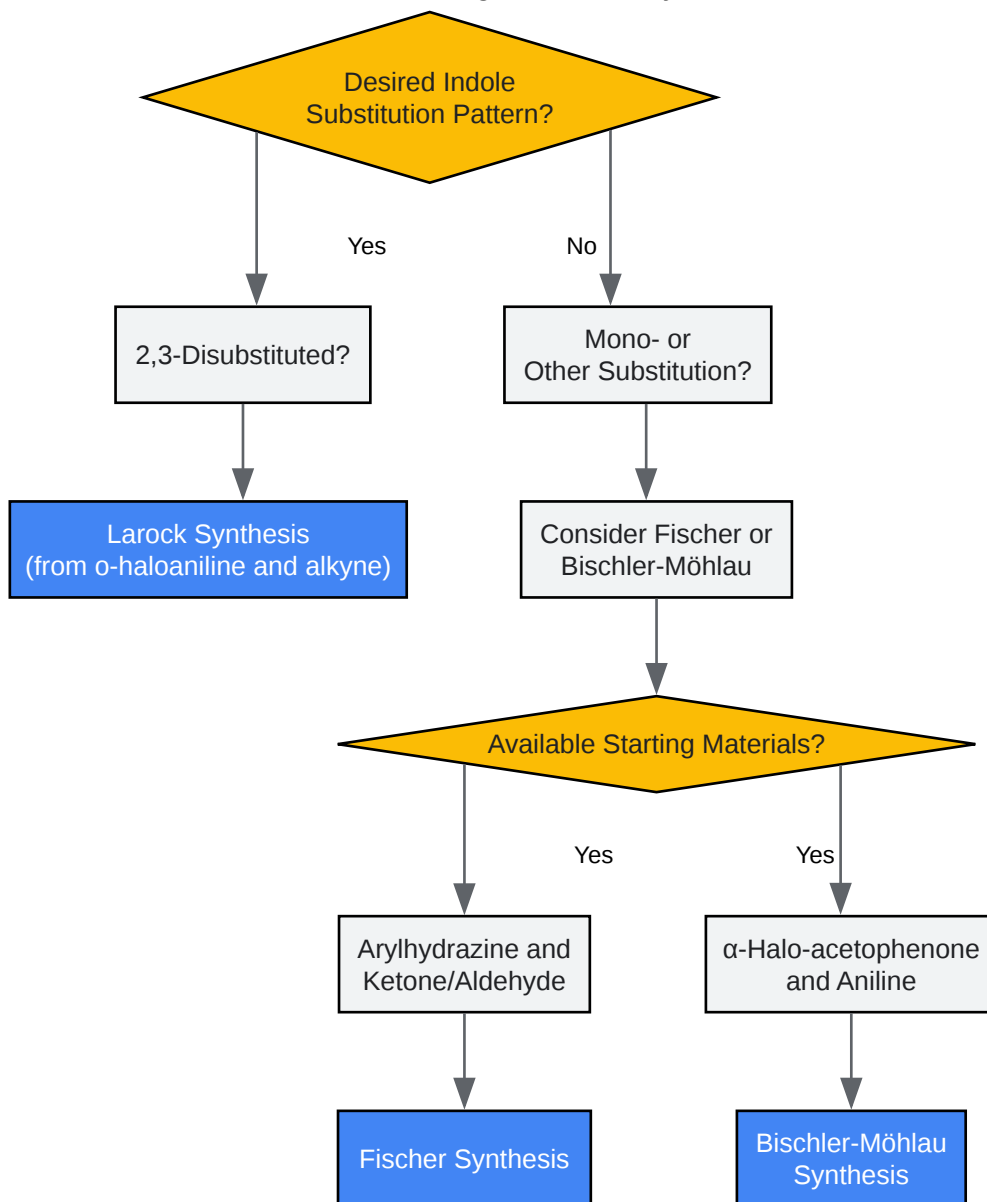 Desired Indole
Substitution Pattern?
Yes
No
2,3-Disubstituted?
Mono- or
Other Substitution?
Larock Synthesis
(from o-haloaniline and alkyne)
Consider Fischer or
Bischler-Möhlau
Available Starting Materials?
Yes
Yes
Arylhydrazine and
Ketone/Aldehyde
α-Halo-acetophenone
and Aniline
Fischer Synthesis
Bischler-Möhlau
Synthesis